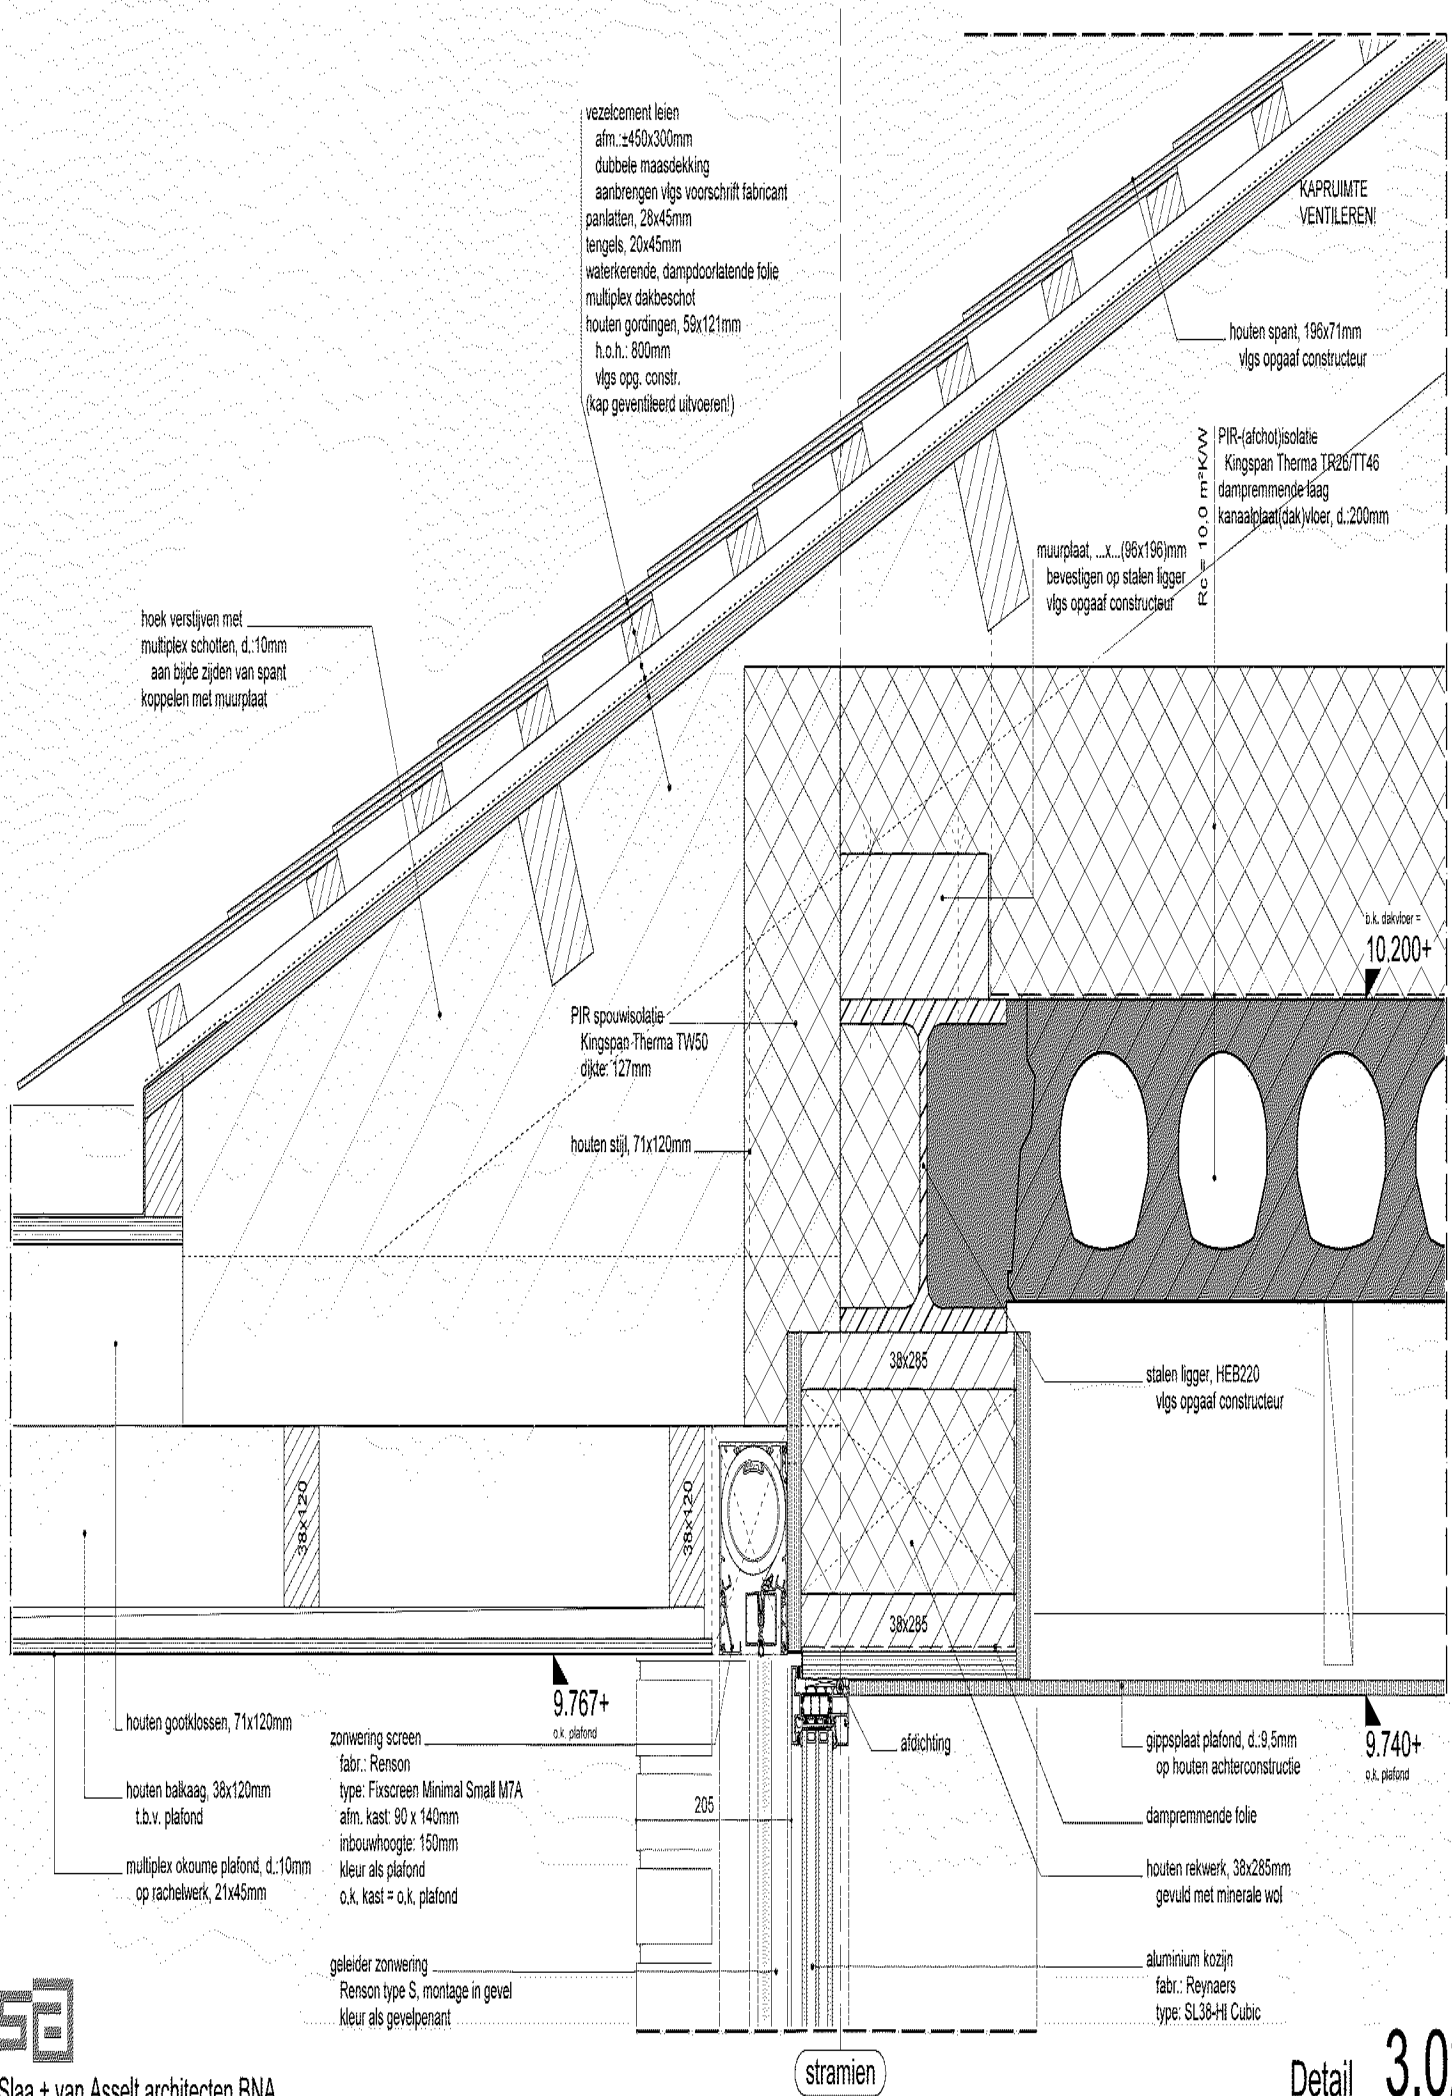 vezelcement leien
afm.:±450x300mm
dubbele maasdekking
aanbrengen vlgs voorschrift fabricant
panlatten, 28x45mm
tengels, 20x45mm
waterkerende, dampdoorlatende folie
multiplex dakbeschot
houten gordingen, 59x121mm
h.o.h.: 800mm
vlgs opg. constr.
(kap geventileerd uitvoeren!)
KAPRUIMTE
VENTILEREN!
houten spant, 196x71mm
vlgs opgaaf constructeur
Rc = 10.0 m²K/W
PIR-(afchot)isolatie
Kingspan Therma TR26/TT46
dampremmende laag
kanaalplaat(dak)vloer, d.:200mm
muurplaat, ...x...(96x196)mm
bevestigen op stalen ligger
vlgs opgaaf constructeur
hoek verstijven met
multiplex schotten, d.:10mm
aan bijde zijden van spant
koppelen met muurplaat
b.k. dakvloer =
10.200+
PIR spouwisolatie
Kingspan Therma TW50
dikte: 127mm
houten stijl, 71x120mm
38x285
stalen ligger, HEB220
vlgs opgaaf constructeur
38x120
38x120
38x285
9.767+
o.k. plafond
houten gootklossen, 71x120mm
houten balkaag, 38x120mm
t.b.v. plafond
multiplex okoume plafond, d.:10mm
op rachelwerk, 21x45mm
zonwering screen
fabr.: Renson
type: Fixscreen Minimal Small M7A
afm. kast: 90 x 140mm
inbouwhoogte: 150mm
kleur als plafond
o.k. kast = o.k. plafond
205
afdichting
gippsplaat plafond, d.:9,5mm
op houten achterconstructie
9.740+
o.k. plafond
dampremmende folie
houten rekwerk, 38x285mm
gevuld met minerale wol
geleider zonwering
Renson type S, montage in gevel
kleur als gevelpenant
aluminium kozijn
fabr.: Reynaers
type: SL38-HI Cubic
sa
Slaa + van Asselt architecten BNA
stramien
Detail 3.0